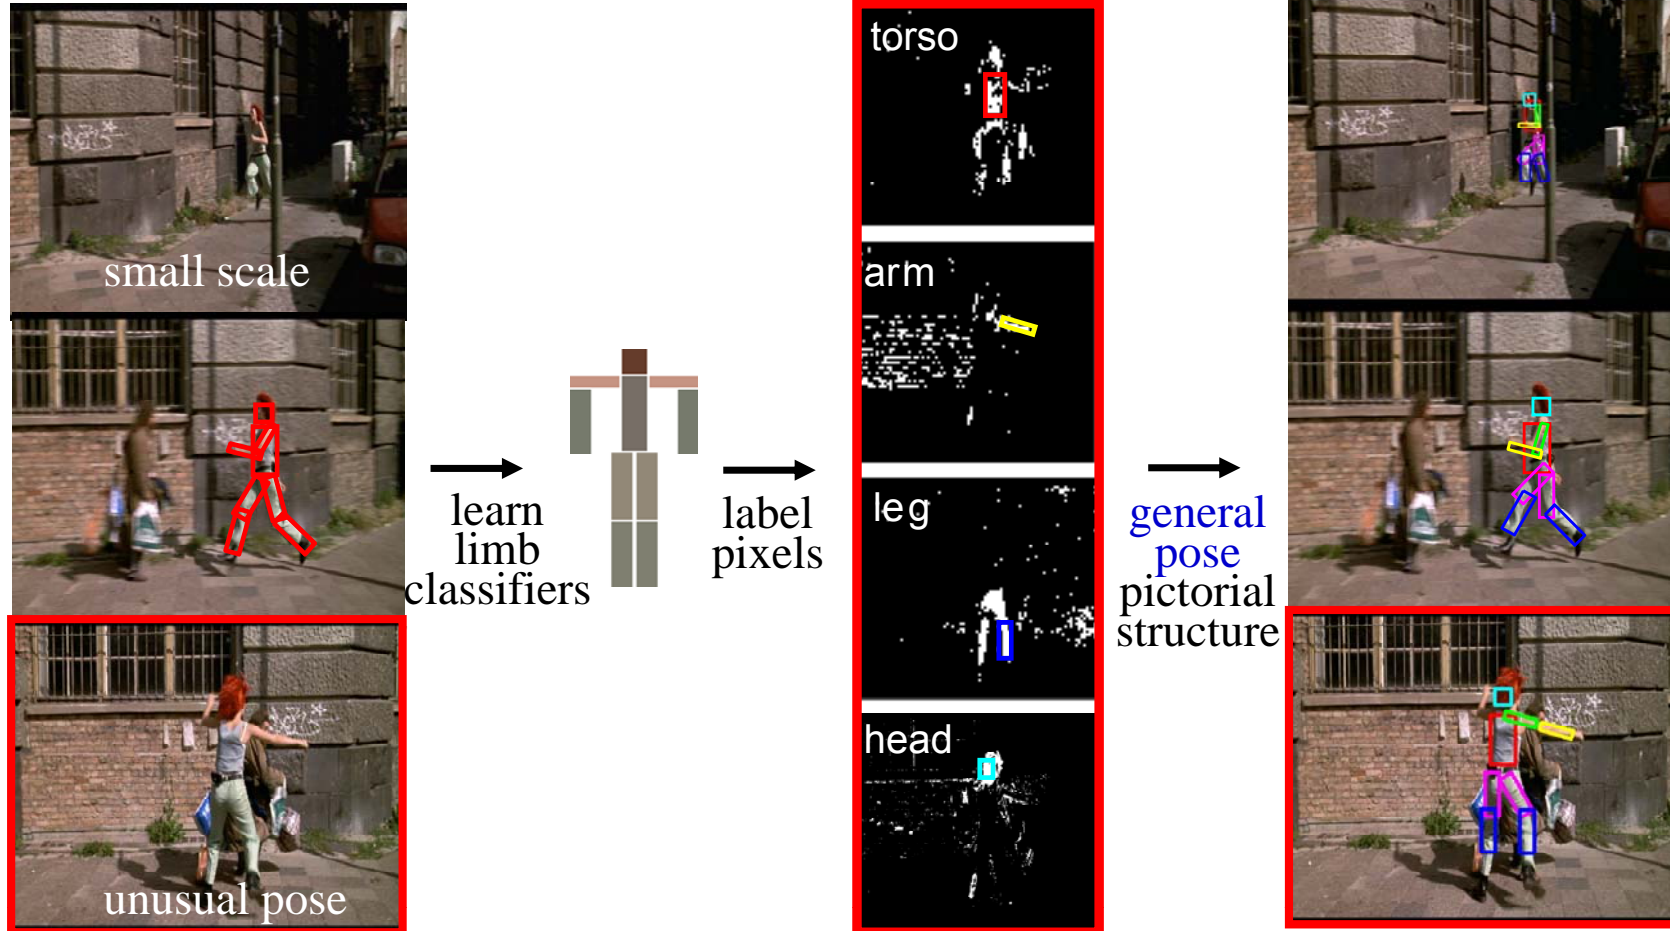 small scale
unusual pose
learn
limb
classifiers
label
pixels
torso
arm
leg
head
general
pose
pictorial
structure